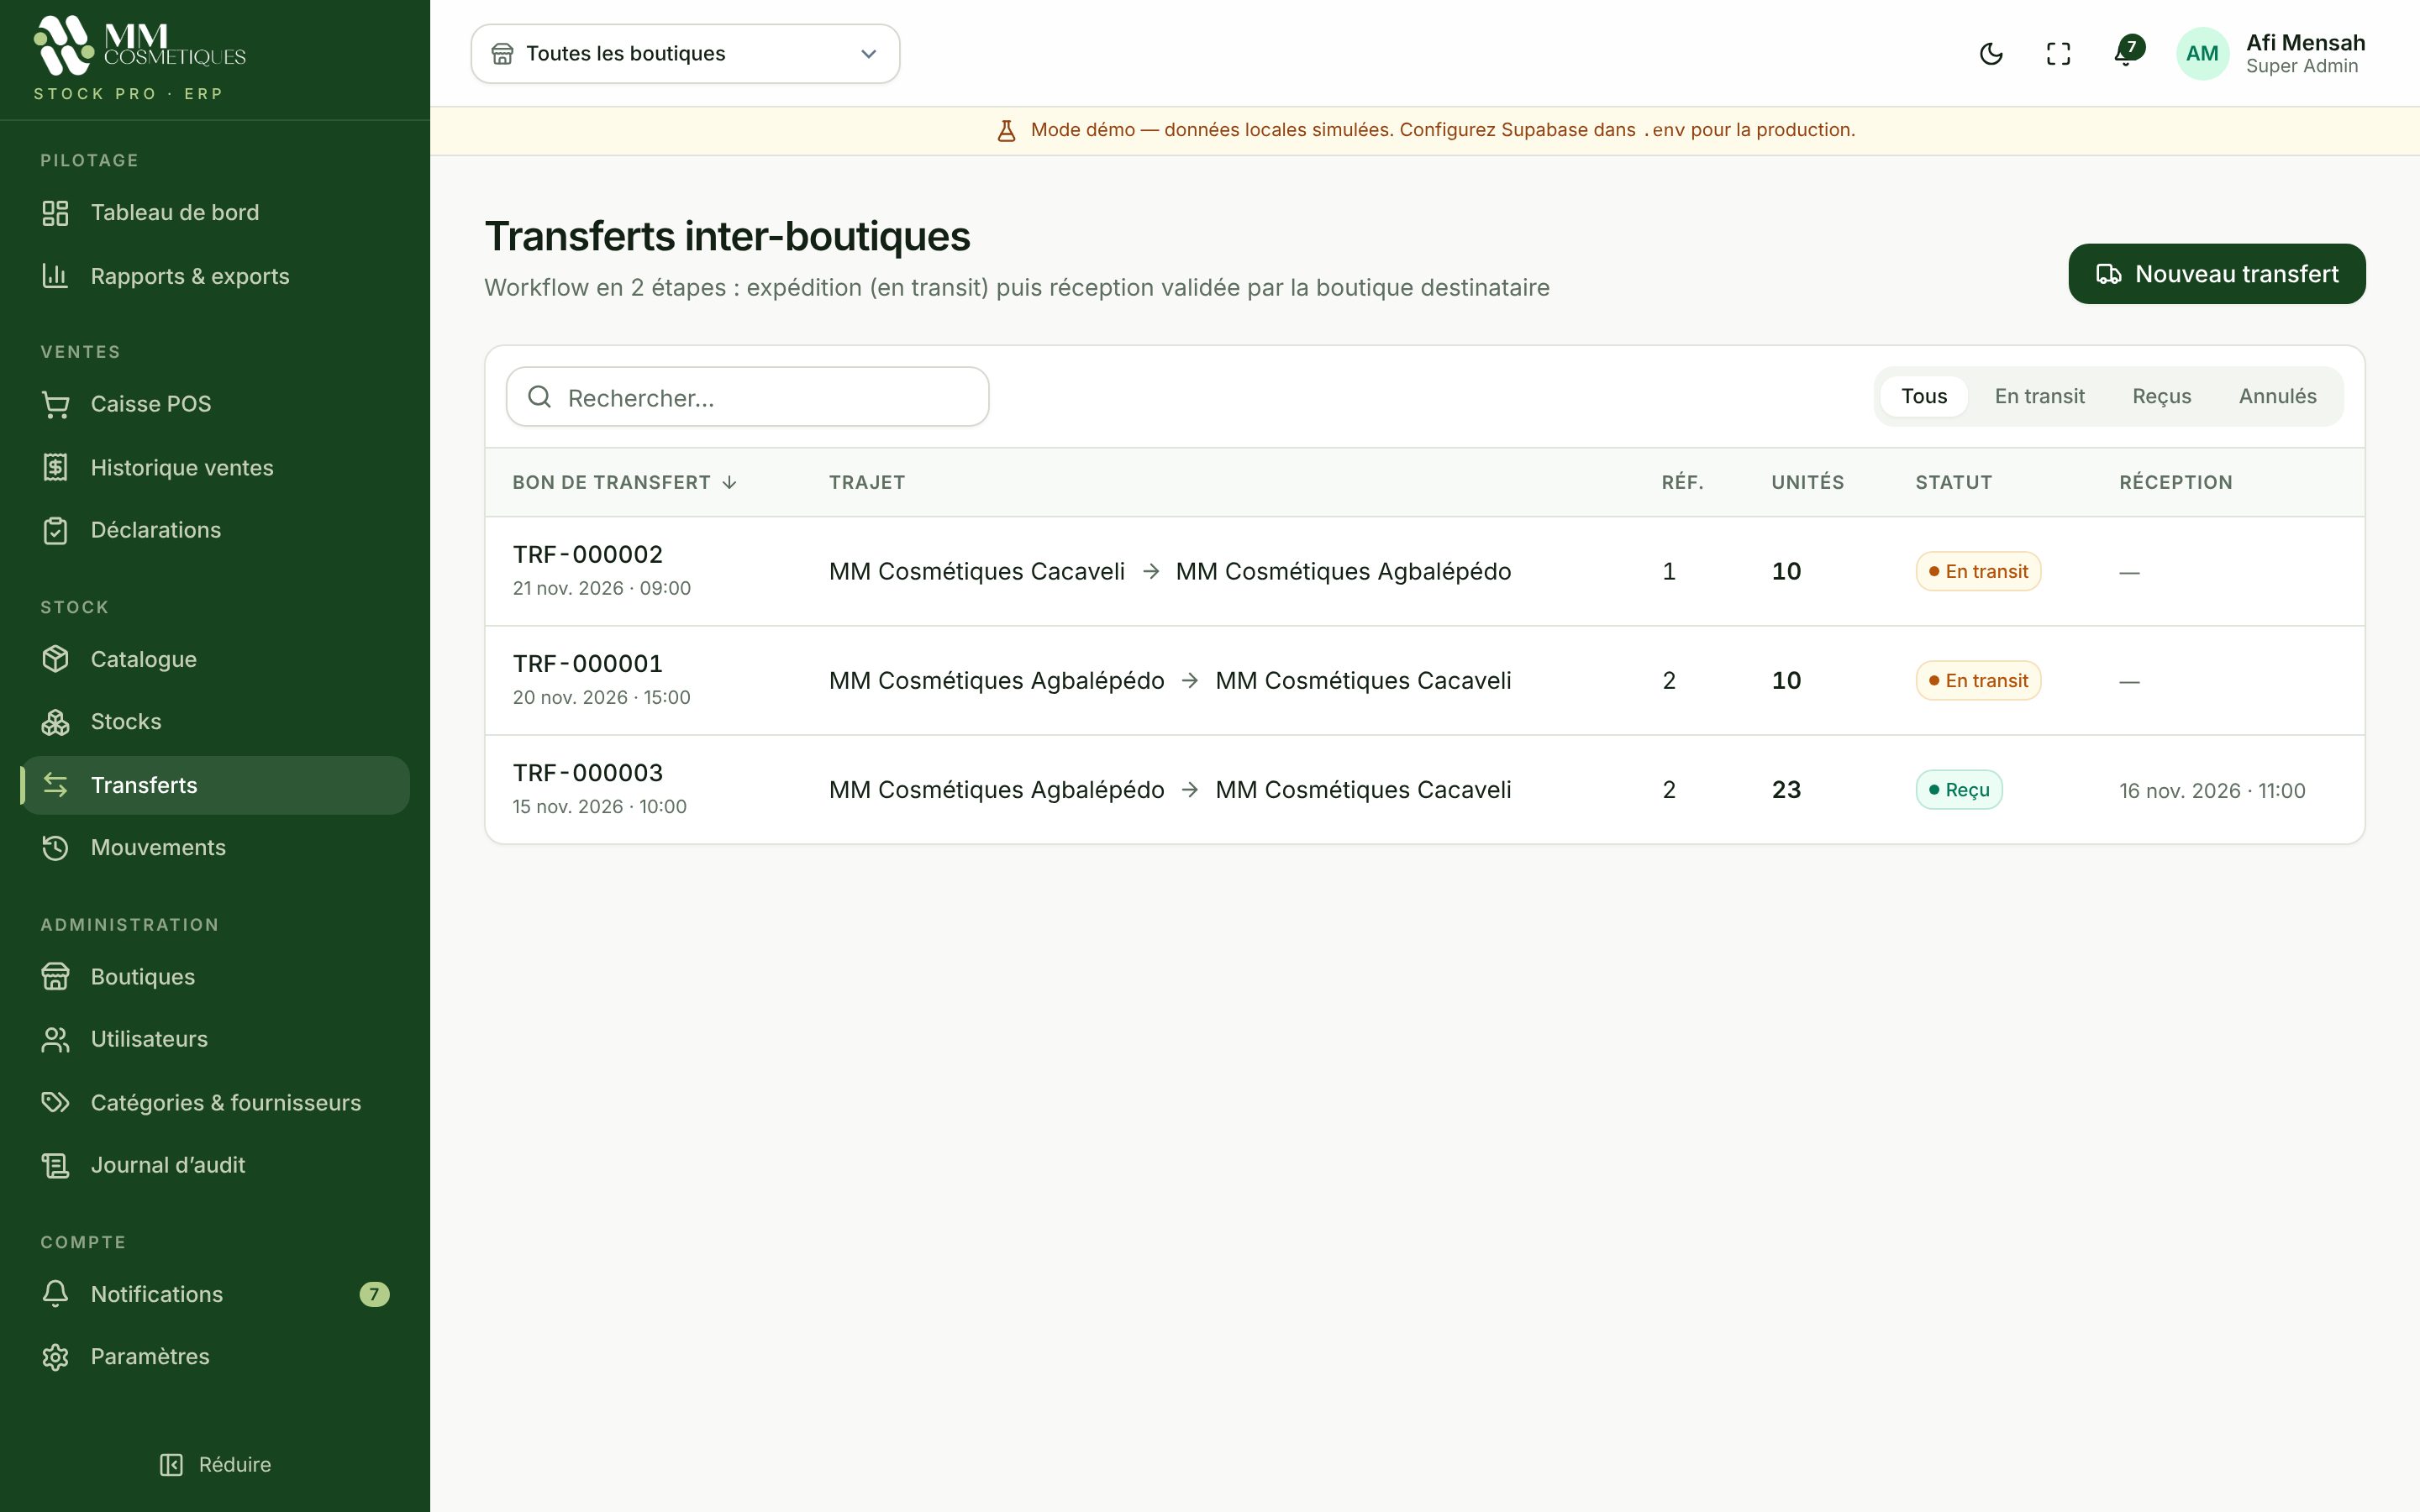 MM
COSMETIQUES
STOCK PRO · ERP
PILOTAGE
Tableau de bord
Rapports & exports
VENTES
Caisse POS
Historique ventes
Déclarations
STOCK
Catalogue
Stocks
Transferts
Mouvements
ADMINISTRATION
Boutiques
Utilisateurs
Catégories & fournisseurs
Journal d’audit
COMPTE
Notifications 7
Paramètres
Réduire
Toutes les boutiques
7
AM
Afi Mensah
Super Admin
Mode démo — données locales simulées. Configurez Supabase dans .env pour la production.
Transferts inter-boutiques
Workflow en 2 étapes : expédition (en transit) puis réception validée par la boutique destinataire
Nouveau transfert
Rechercher...
Tous En transit Reçus Annulés
BON DE TRANSFERT ↓ TRAJET RÉF. UNITÉS STATUT RÉCEPTION
TRF-000002
21 nov. 2026 · 09:00
MM Cosmétiques Cacaveli → MM Cosmétiques Agbalépédo 1 10 En transit —
TRF-000001
20 nov. 2026 · 15:00
MM Cosmétiques Agbalépédo → MM Cosmétiques Cacaveli 2 10 En transit —
TRF-000003
15 nov. 2026 · 10:00
MM Cosmétiques Agbalépédo → MM Cosmétiques Cacaveli 2 23 Reçu 16 nov. 2026 · 11:00